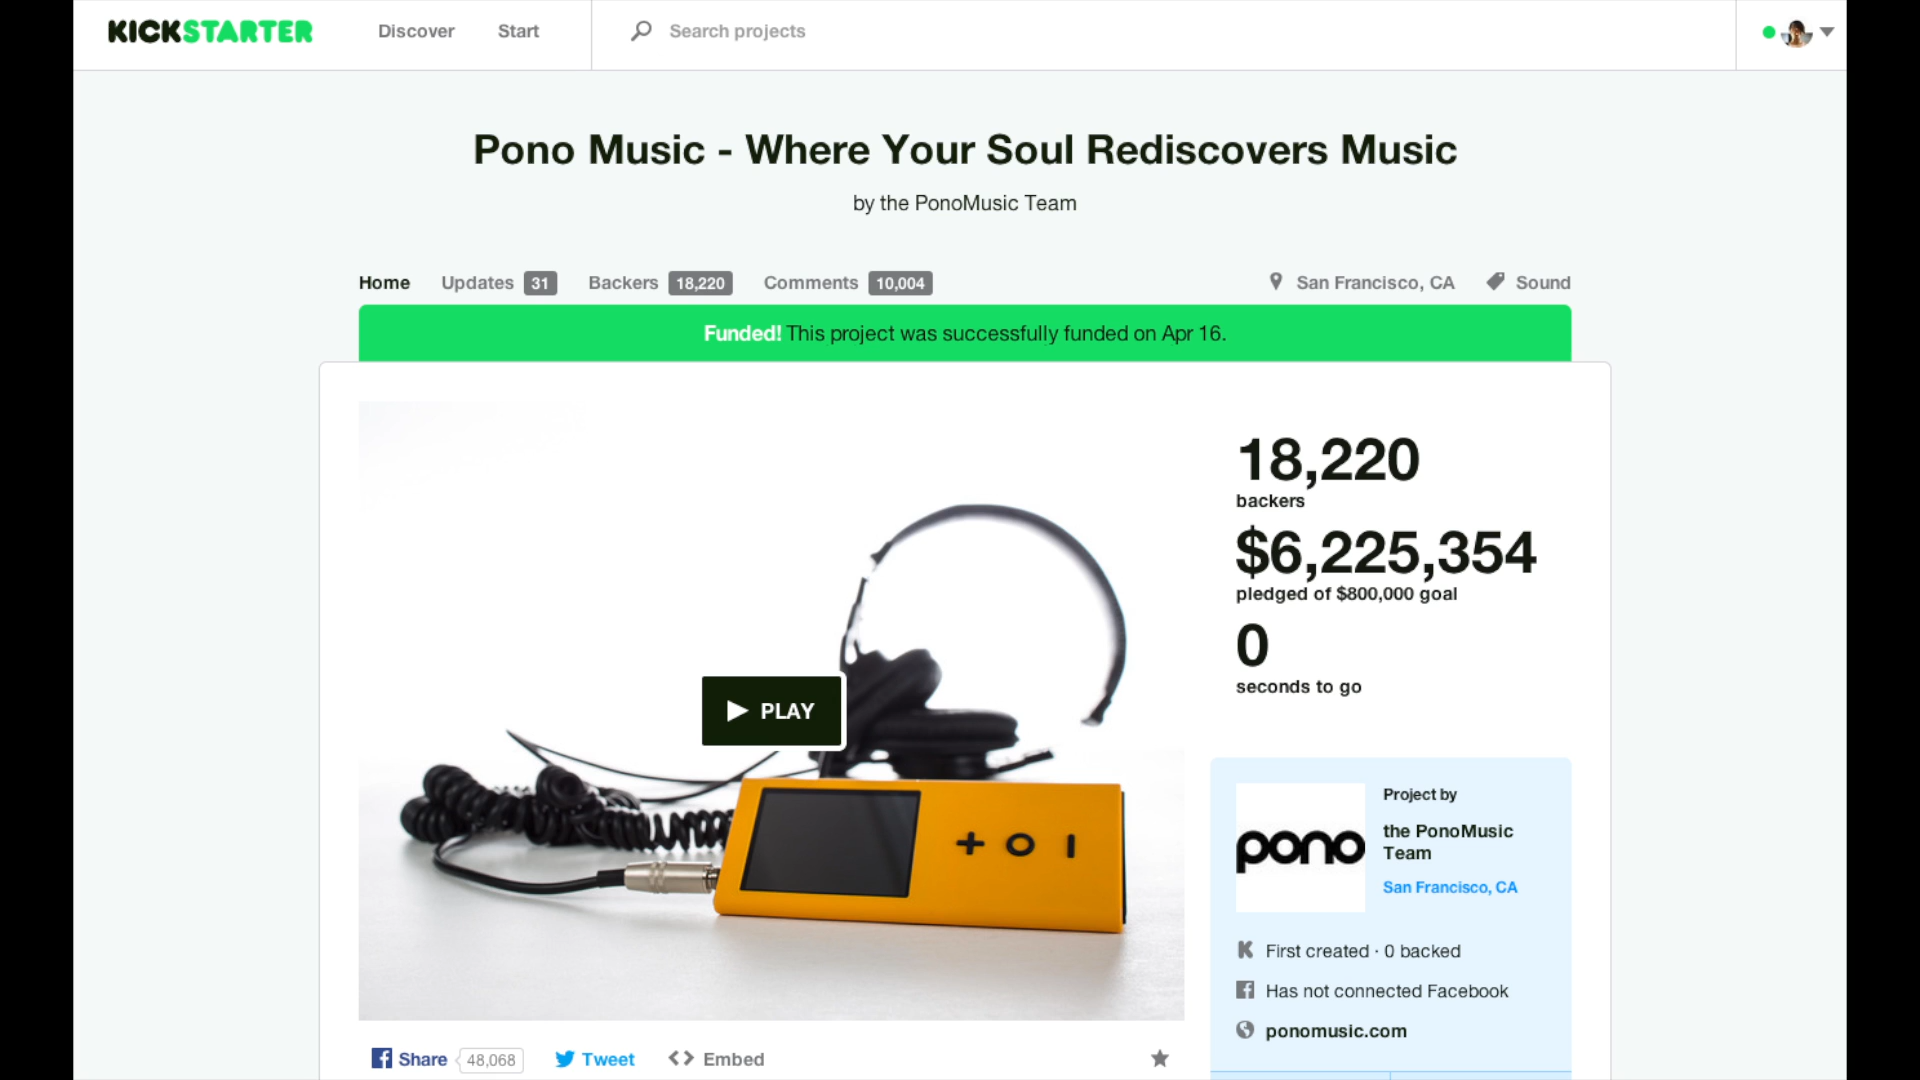 KICKSTARTER Discover Start Search projects
Pono Music - Where Your Soul Rediscovers Music
by the PonoMusic Team
Home Updates 31 Backers 18,220 Comments 10,004 San Francisco, CA Sound
Funded! This project was successfully funded on Apr 16.
18,220
backers
$6,225,354
pledged of $800,000 goal
0
seconds to go
PLAY
pono
Project by
the PonoMusic
Team
San Francisco, CA
First created · 0 backed
Has not connected Facebook
ponomusic.com
Share 48,068 Tweet Embed